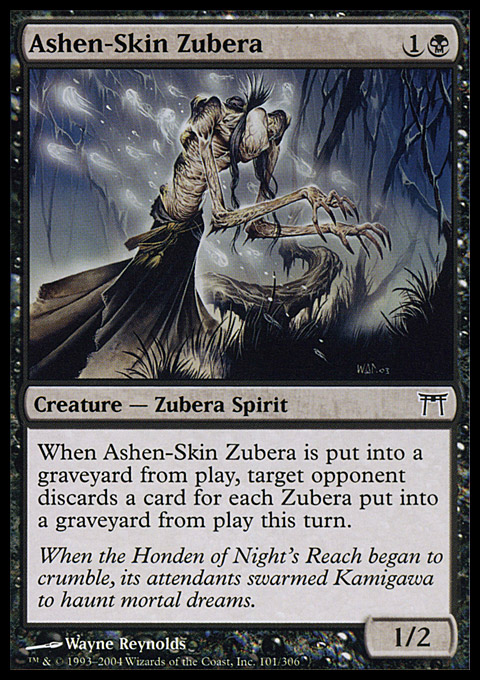 Ashen-Skin Zubera 1
WAR.03
Creature — Zubera Spirit
When Ashen-Skin Zubera is put into a
graveyard from play, target opponent
discards a card for each Zubera put into
a graveyard from play this turn.
When the Honden of Night's Reach began to
crumble, its attendants swarmed Kamigawa
to haunt mortal dreams.
Wayne Reynolds
1/2
™ & © 1993–2004 Wizards of the Coast, Inc. 101/306